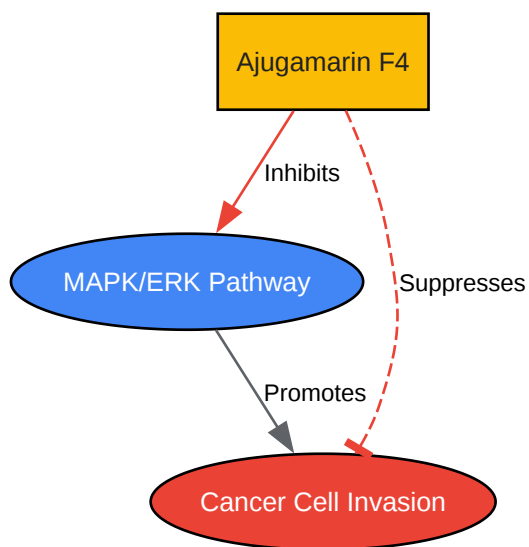 Ajugamarin F4
Inhibits
MAPK/ERK Pathway
Suppresses
Promotes
Cancer Cell Invasion